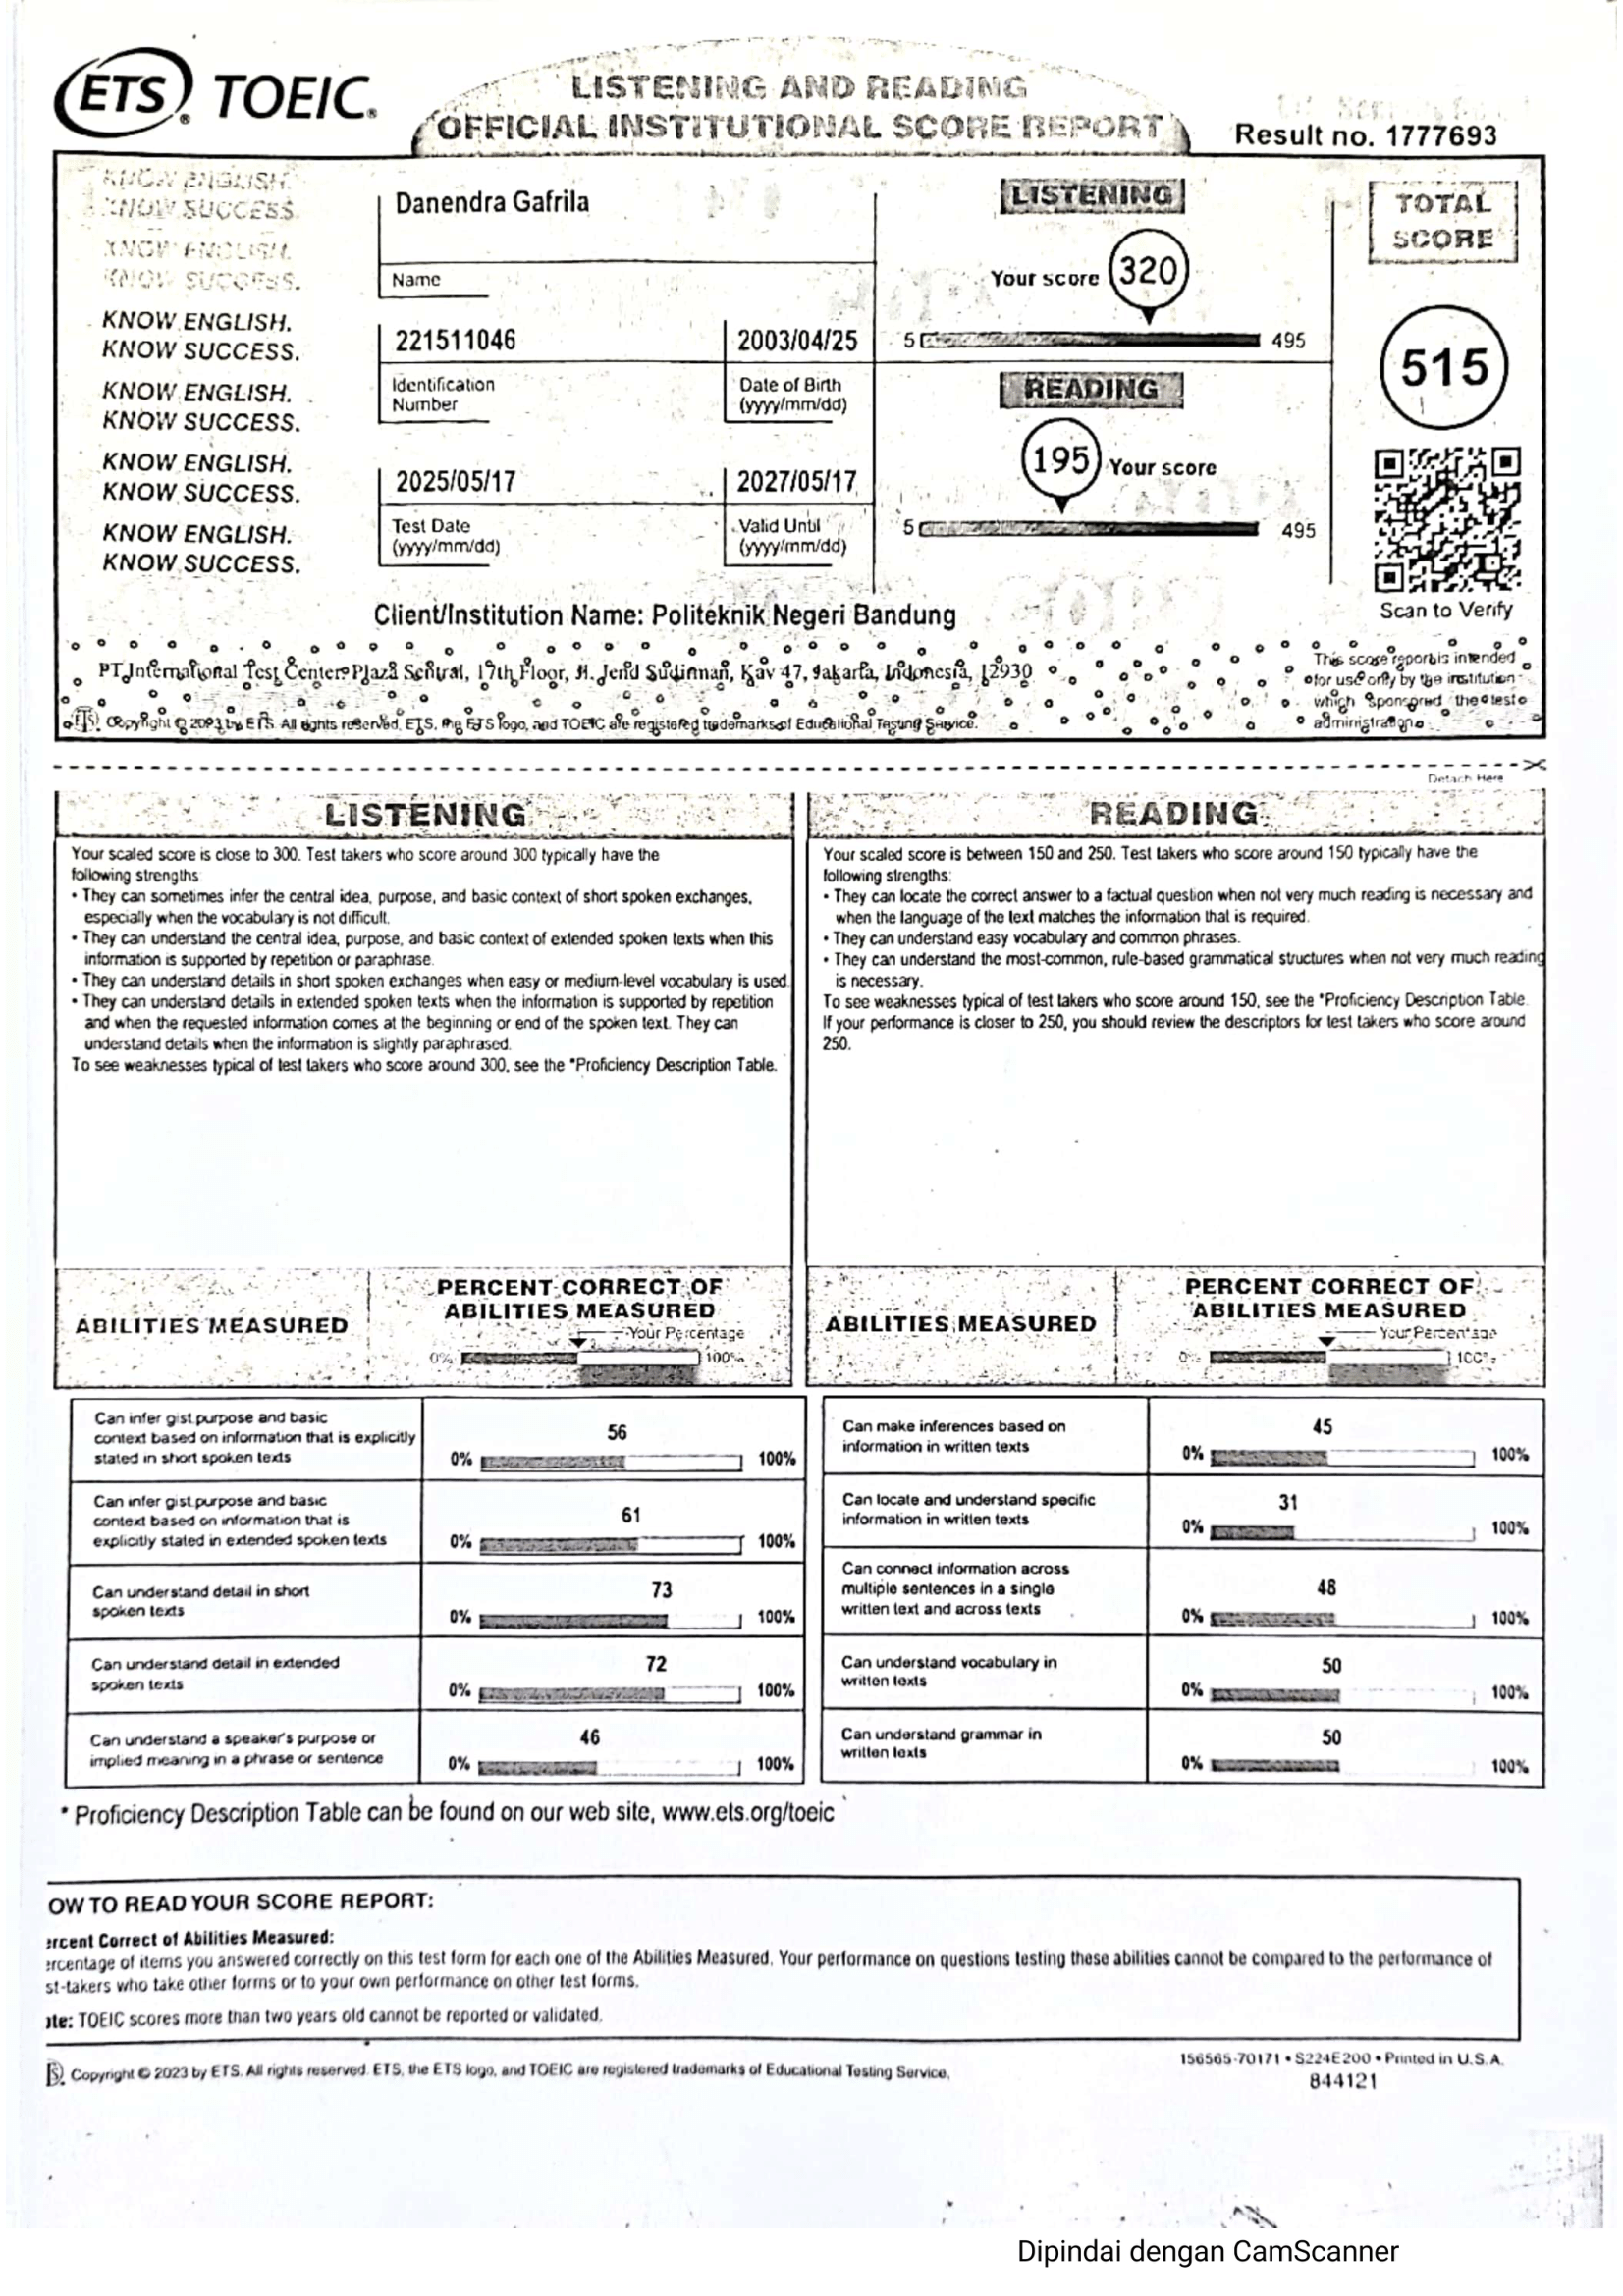 ETS® TOEIC®
LISTENING AND READING
OFFICIAL INSTITUTIONAL SCORE REPORT
Result no. 1777693
KNOW ENGLISH.
KNOW SUCCESS.
KNOW ENGLISH.
KNOW SUCCESS.
KNOW ENGLISH.
KNOW SUCCESS.
KNOW ENGLISH.
KNOW SUCCESS.
KNOW ENGLISH.
KNOW SUCCESS.
KNOW ENGLISH.
KNOW SUCCESS.
Danendra Gafrila
Name
221511046
Identification
Number
2003/04/25
Date of Birth
(yyyy/mm/dd)
2025/05/17
Test Date
(yyyy/mm/dd)
2027/05/17
Valid Until
(yyyy/mm/dd)
LISTENING
Your score 320
5 495
READING
195 Your score
5 495
TOTAL
SCORE
515
Scan to Verify
Client/Institution Name: Politeknik Negeri Bandung
PT International Test Center Plaza Sentral, 17th Floor, Jl. Jend Sudirman, Kav 47, Jakarta, Indonesia, 12930
This score report is intended
for use only by the institution
which sponsored the test
administration
Copyright © 2023 by ETS. All rights reserved. ETS, the ETS logo, and TOEIC are registered trademarks of Educational Testing Service.
Detach Here
LISTENING
Your scaled score is close to 300. Test takers who score around 300 typically have the
following strengths
• They can sometimes infer the central idea, purpose, and basic context of short spoken exchanges,
especially when the vocabulary is not difficult.
• They can understand the central idea, purpose, and basic context of extended spoken texts when this
information is supported by repetition or paraphrase.
• They can understand details in short spoken exchanges when easy or medium-level vocabulary is used.
• They can understand details in extended spoken texts when the information is supported by repetition
and when the requested information comes at the beginning or end of the spoken text. They can
understand details when the information is slightly paraphrased.
To see weaknesses typical of test takers who score around 300, see the *Proficiency Description Table.
READING
Your scaled score is between 150 and 250. Test takers who score around 150 typically have the
following strengths:
• They can locate the correct answer to a factual question when not very much reading is necessary and
when the language of the text matches the information that is required.
• They can understand easy vocabulary and common phrases.
• They can understand the most-common, rule-based grammatical structures when not very much reading
is necessary.
To see weaknesses typical of test takers who score around 150, see the *Proficiency Description Table.
If your performance is closer to 250, you should review the descriptors for test takers who score around
250.
ABILITIES MEASURED
PERCENT CORRECT OF
ABILITIES MEASURED
Your Percentage
0% 100%
Can infer gist,purpose and basic
context based on information that is explicitly
stated in short spoken texts
56
0% 100%
Can infer gist,purpose and basic
context based on information that is
explicitly stated in extended spoken texts
61
0% 100%
Can understand detail in short
spoken texts
73
0% 100%
Can understand detail in extended
spoken texts
72
0% 100%
Can understand a speaker's purpose or
implied meaning in a phrase or sentence
46
0% 100%
ABILITIES MEASURED
PERCENT CORRECT OF
ABILITIES MEASURED
Your Percentage
0% 100%
Can make inferences based on
information in written texts
45
0% 100%
Can locate and understand specific
information in written texts
31
0% 100%
Can connect information across
multiple sentences in a single
written text and across texts
48
0% 100%
Can understand vocabulary in
written texts
50
0% 100%
Can understand grammar in
written texts
50
0% 100%
* Proficiency Description Table can be found on our web site, www.ets.org/toeic
OW TO READ YOUR SCORE REPORT:
ercent Correct of Abilities Measured:
ercentage of items you answered correctly on this test form for each one of the Abilities Measured. Your performance on questions testing these abilities cannot be compared to the performance of
st-takers who take other forms or to your own performance on other test forms.
ote: TOEIC scores more than two years old cannot be reported or validated.
Copyright © 2023 by ETS. All rights reserved. ETS, the ETS logo, and TOEIC are registered trademarks of Educational Testing Service.
156565-70171 • S224E200 • Printed in U.S.A.
844121
Dipindai dengan CamScanner